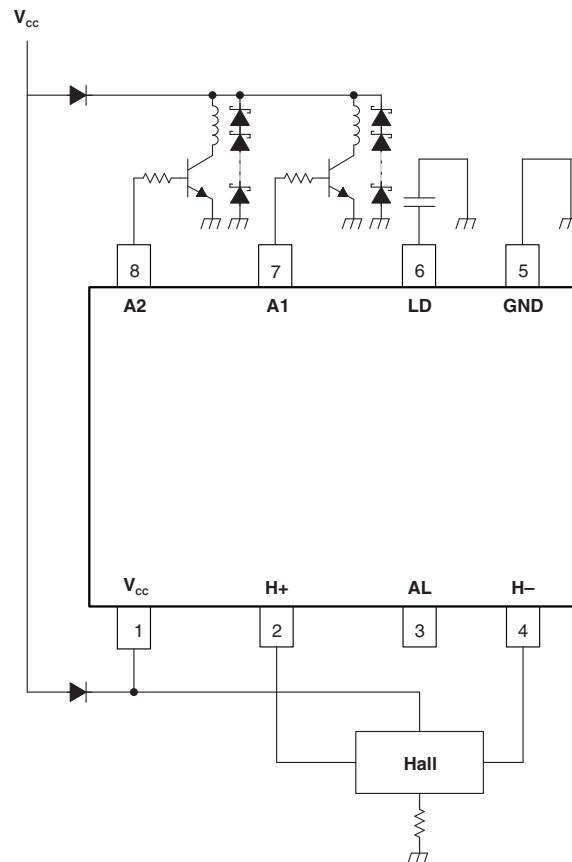 Vcc
8 7 6 5
A2 A1 LD GND
Vcc H+ AL H–
1 2 3 4
Hall